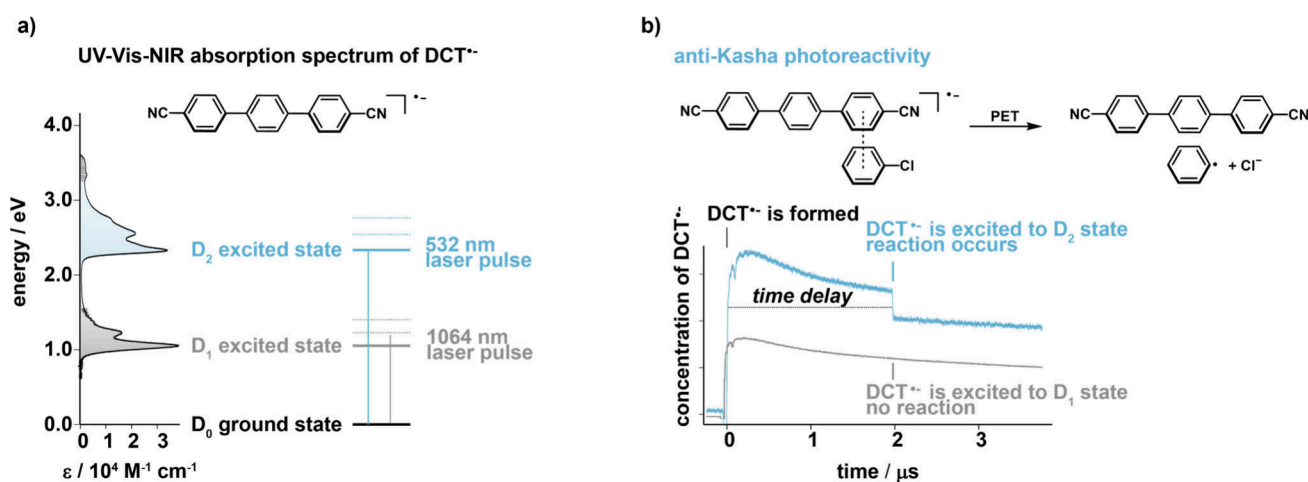 a)
UV-Vis-NIR absorption spectrum of DCT•-
NC
CN
•-
energy / eV
4.0
3.0
2.0
1.0
0.0
D2 excited state
532 nm
laser pulse
D1 excited state
1064 nm
laser pulse
D0 ground state
0 1 2 3
ε / 10⁴ M⁻¹ cm⁻¹
b)
anti-Kasha photoreactivity
NC
CN
•−
Cl
PET
NC
CN
• + Cl⁻
concentration of DCT•-
DCT•- is formed
DCT•- is excited to D2 state
reaction occurs
time delay
DCT•- is excited to D1 state
no reaction
0 1 2 3
time / μs